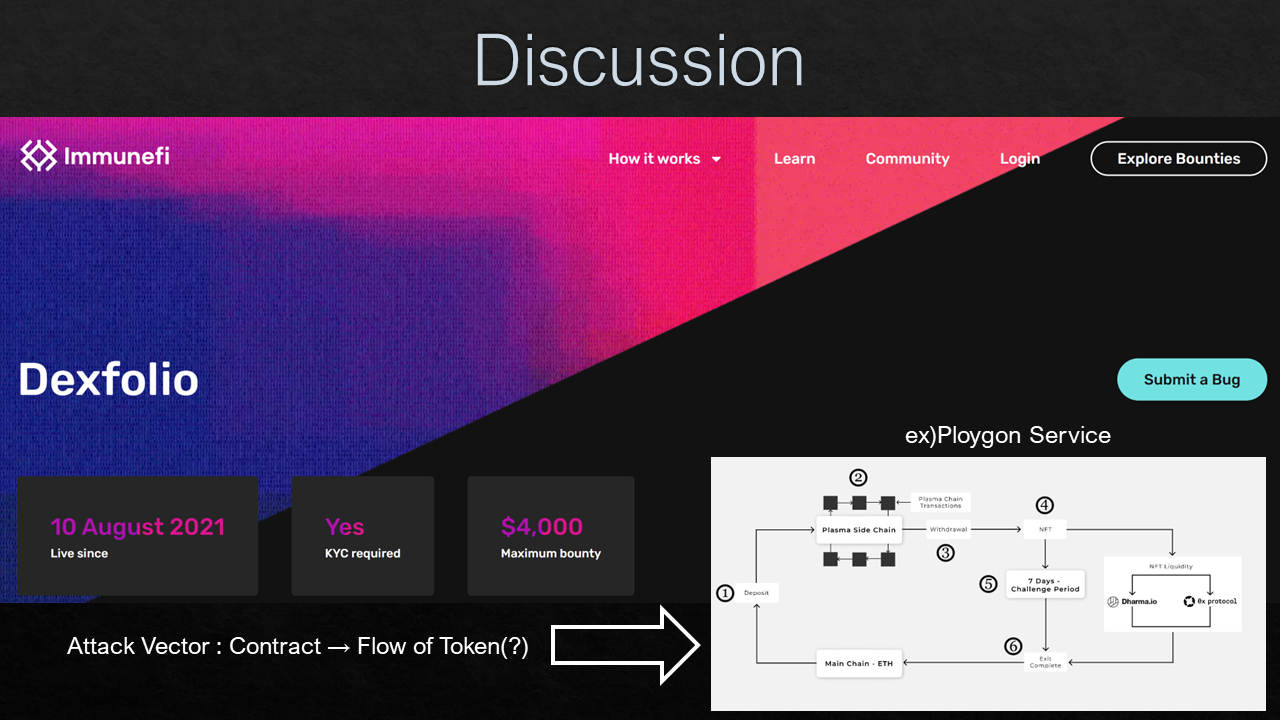 Discussion
Immunefi
How it works
Learn
Community
Login
Explore Bounties
Dexfolio
Submit a Bug
10 August 2021
Live since
Yes
KYC required
$4,000
Maximum bounty
Attack Vector : Contract → Flow of Token(?)
ex)Ploygon Service
①
Deposit
②
Plasma Chain
Transactions
Plasma Side Chain
Withdrawal
③
④
NFT
⑤
7 Days -
Challenge Period
NFT Liquidity
Dharma.io
0x protocol
⑥
Exit
Complete
Main Chain - ETH